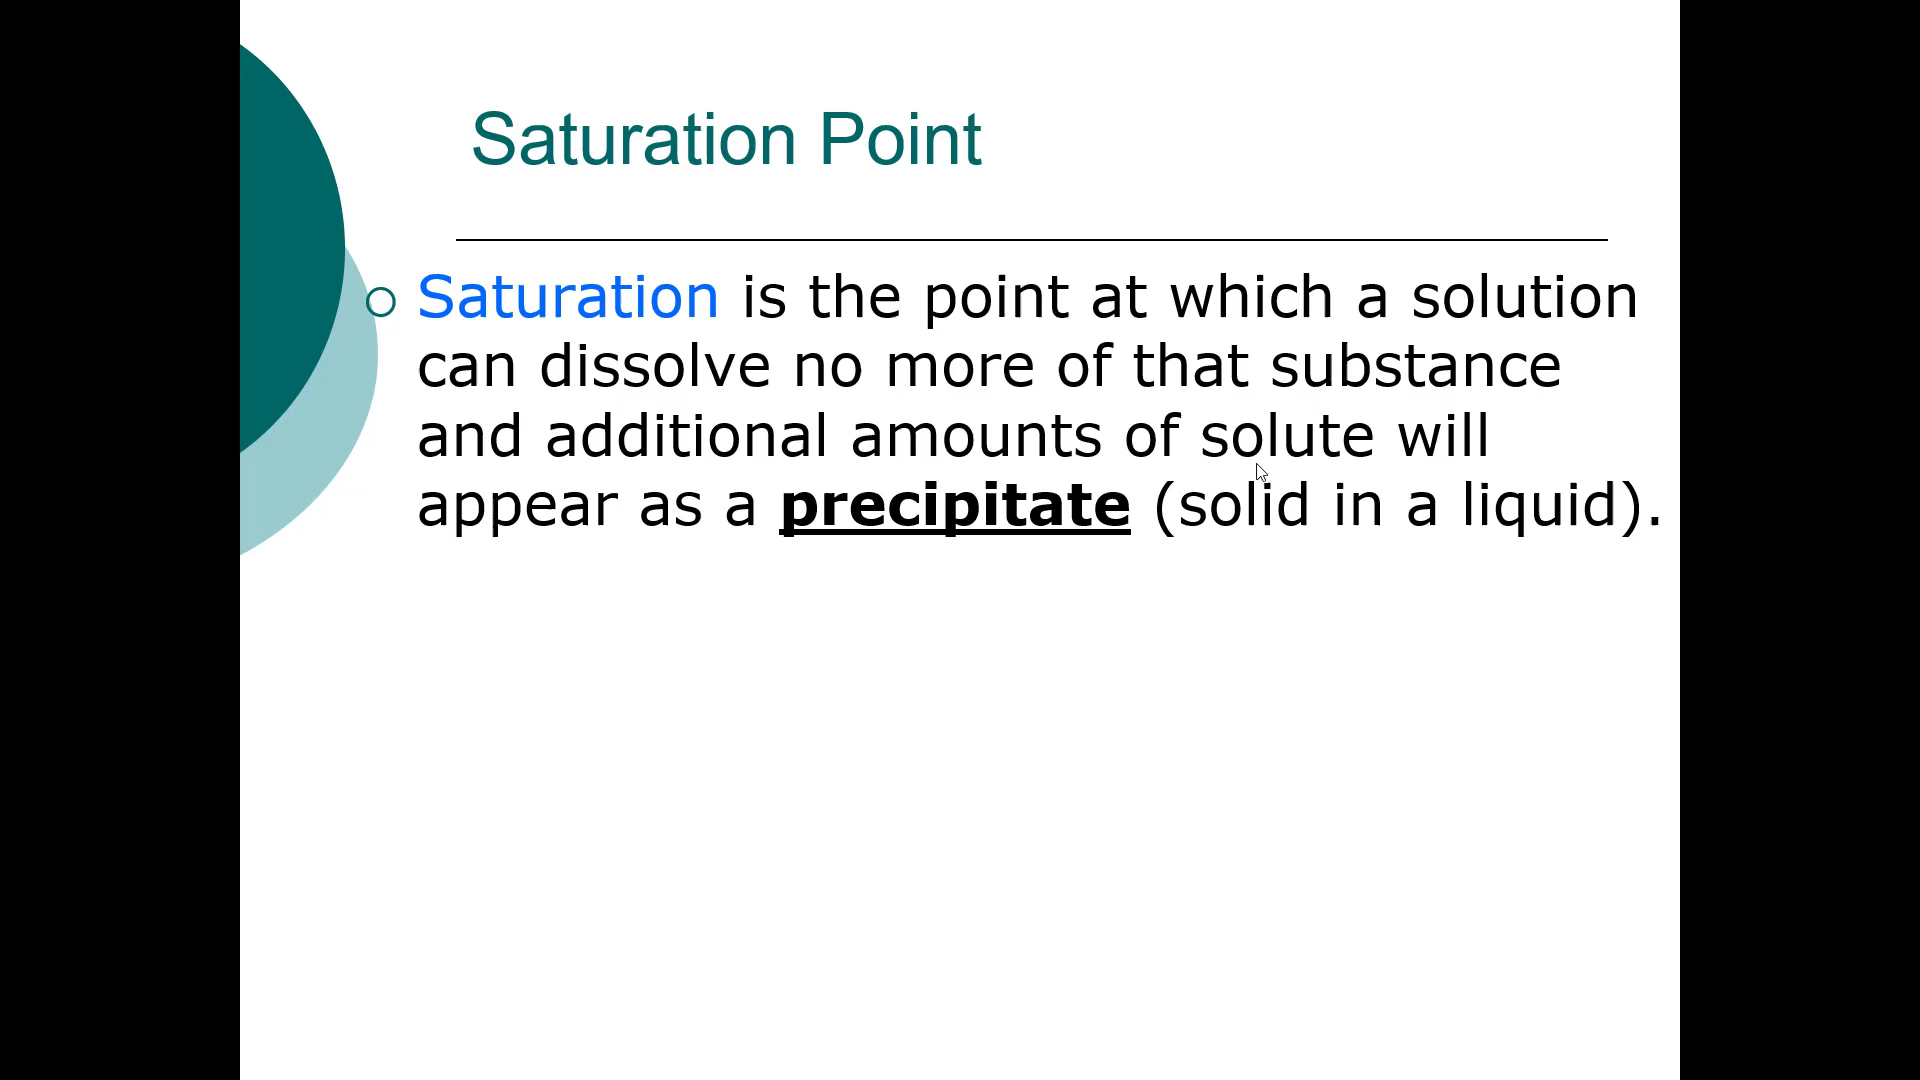 Saturation Point
Saturation is the point at which a solution
can dissolve no more of that substance
and additional amounts of solute will
appear as a precipitate (solid in a liquid).